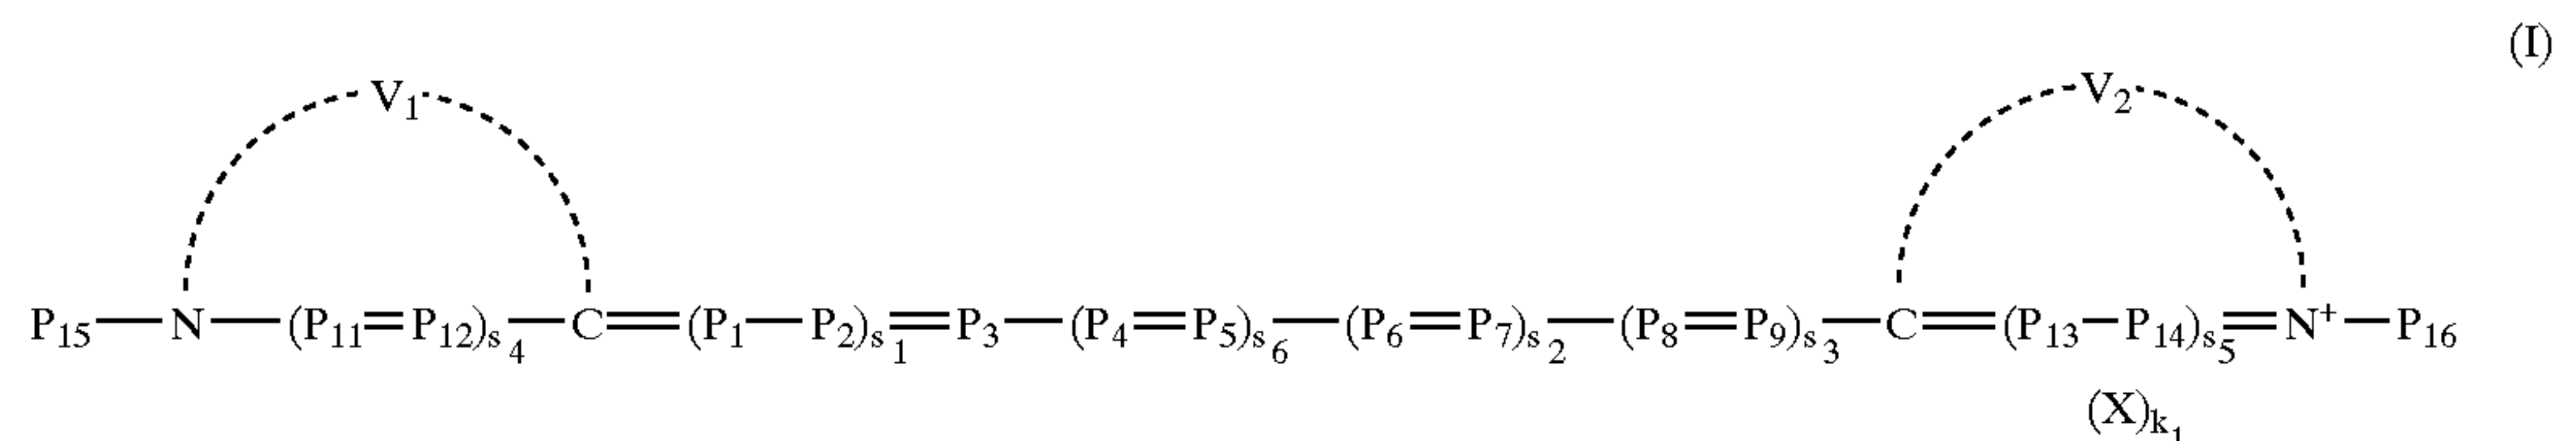 (I)
V₁ V₂
P₁₅—N—(P₁₁=P₁₂)s₄—C=(P₁—P₂)s₁=P₃—(P₄=P₅)s₆—(P₆=P₇)s₂—(P₈=P₉)s₃—C=(P₁₃—P₁₄)s₅=N⁺—P₁₆
(X)k₁